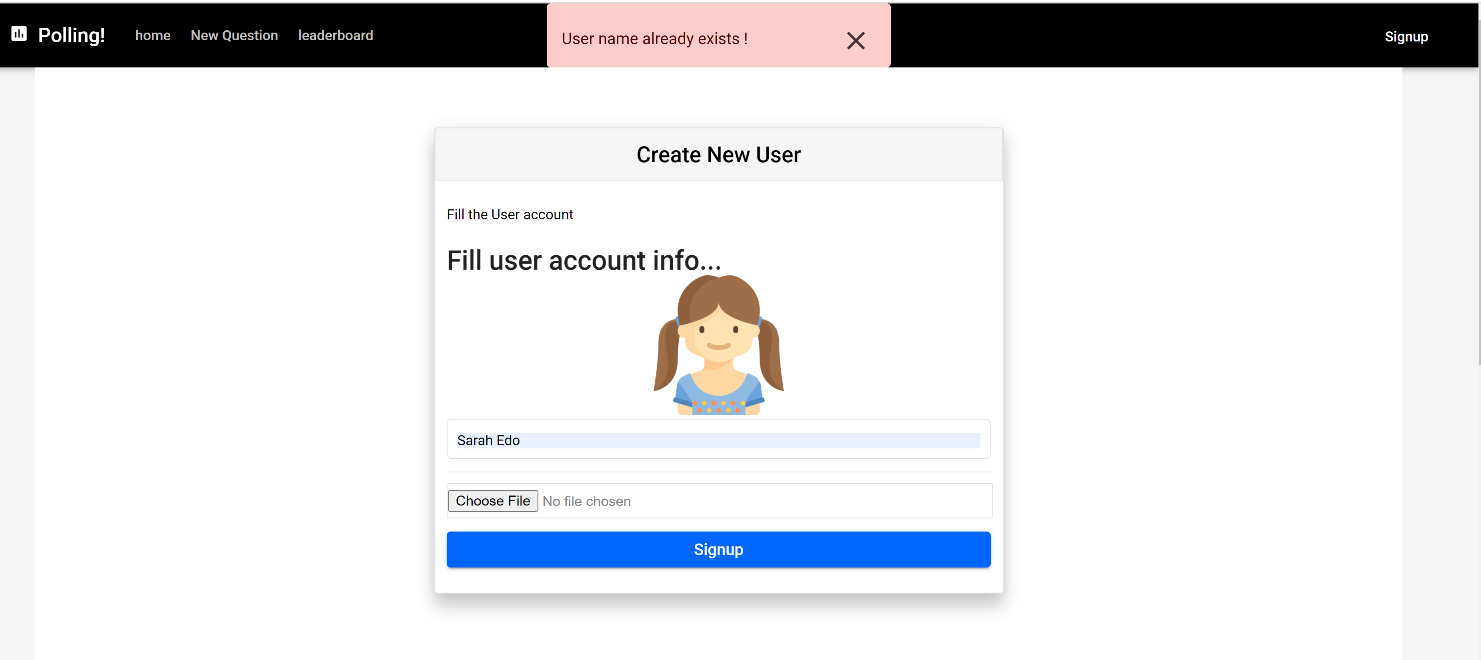 Polling! home New Question leaderboard Signup
User name already exists !
Create New User
Fill the User account
Fill user account info...
Sarah Edo
Choose File No file chosen
Signup